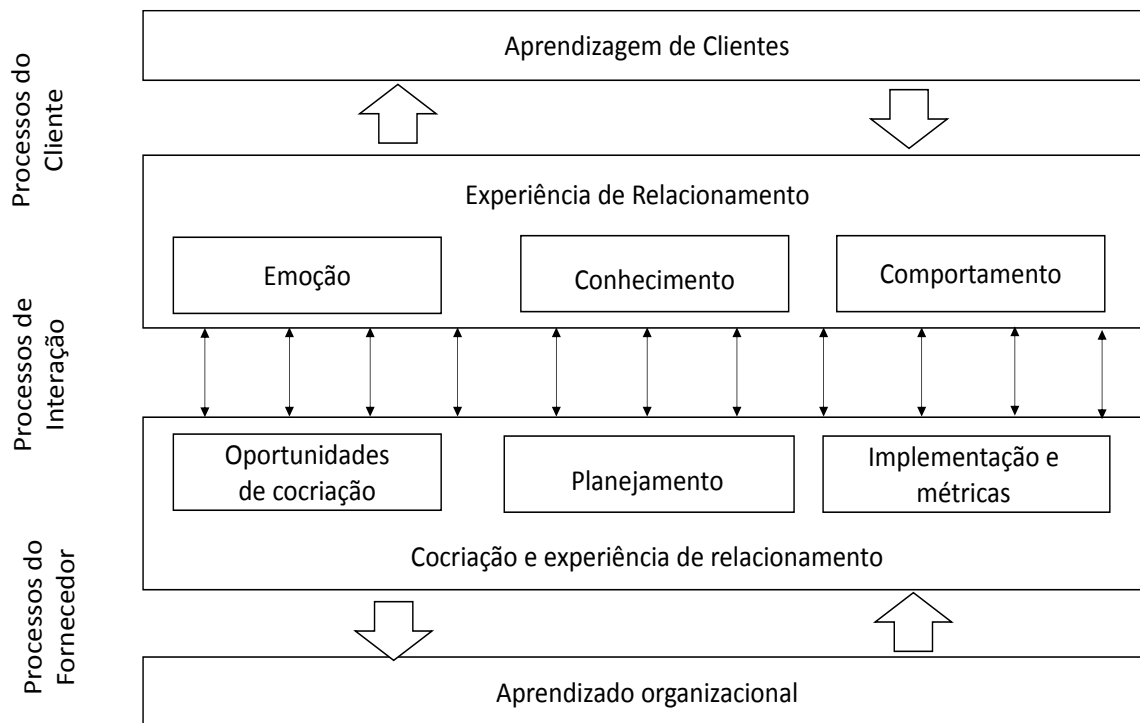 Processos do
Cliente
Aprendizagem de Clientes
Experiência de Relacionamento
Emoção
Conhecimento
Comportamento
Processos de
Interação
Oportunidades
de cocriação
Planejamento
Implementação e
métricas
Cocriação e experiência de relacionamento
Processos do
Fornecedor
Aprendizado organizacional